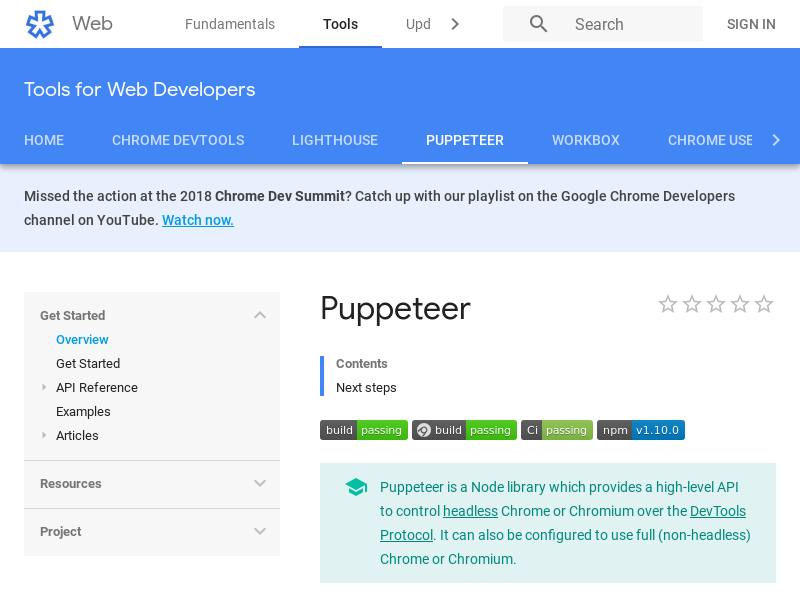 Web
Fundamentals
Tools
Upd
Search
SIGN IN
Tools for Web Developers
HOME
CHROME DEVTOOLS
LIGHTHOUSE
PUPPETEER
WORKBOX
CHROME USE
Missed the action at the 2018 Chrome Dev Summit? Catch up with our playlist on the Google Chrome Developers
channel on YouTube. Watch now.
Get Started
Overview
Get Started
API Reference
Examples
Articles
Resources
Project
Puppeteer
Contents
Next steps
build passing
build passing
Ci passing
npm v1.10.0
Puppeteer is a Node library which provides a high-level API
to control headless Chrome or Chromium over the DevTools
Protocol. It can also be configured to use full (non-headless)
Chrome or Chromium.